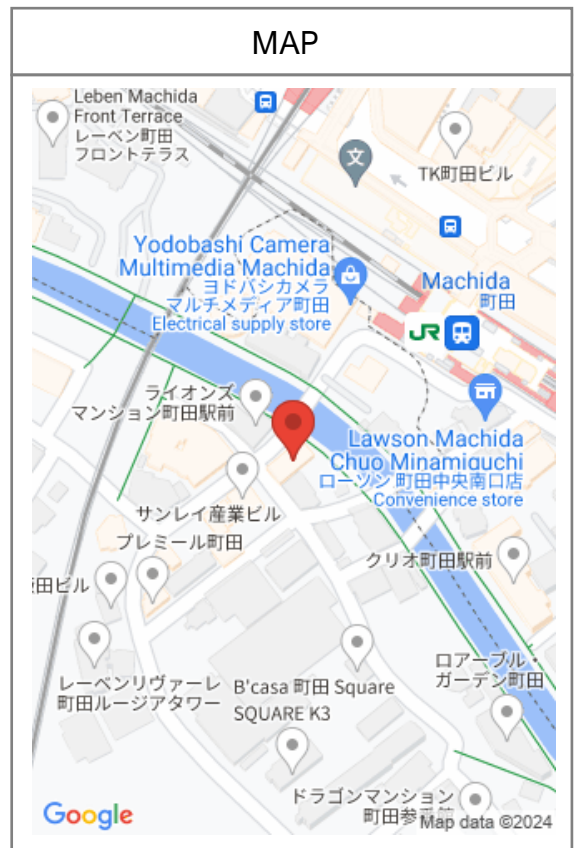 MAP
Leben Machida
Front Terrace
レーベン町田
フロントテラス
文
TK町田ビル
Yodobashi Camera
Multimedia Machida
ヨドバシカメラ
マルチメディア町田
Electrical supply store
Machida
町田
JR
ライオンズ
マンション町田駅前
Lawson Machida
Chuo Minamiguchi
ローソン 町田中央南口店
Convenience store
サンレイ産業ビル
プレミール町田
クリオ町田駅前
田ビル
レーベンリヴァーレ
町田ルージアタワー
B'casa 町田 Square
SQUARE K3
ロアーブル・
ガーデン町田
ドラゴンマンション
町田参
Google
Map data ©2024